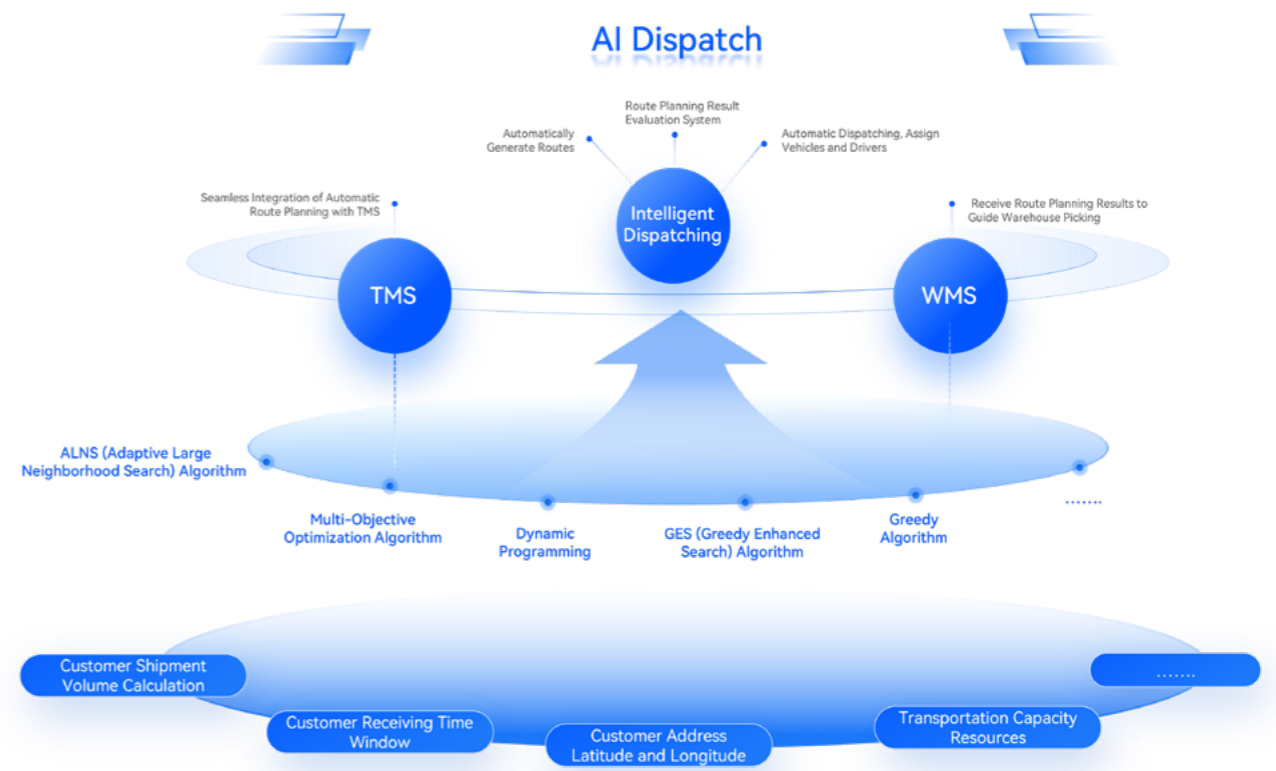 AI Dispatch
Route Planning Result
Evaluation System
Automatically
Generate Routes
Automatic Dispatching, Assign
Vehicles and Drivers
Seamless Integration of Automatic
Route Planning with TMS
Intelligent
Dispatching
Receive Route Planning Results to
Guide Warehouse Picking
TMS
WMS
ALNS (Adaptive Large
Neighborhood Search) Algorithm
Multi-Objective
Optimization Algorithm
Dynamic
Programming
GES (Greedy Enhanced
Search) Algorithm
Greedy
Algorithm
.......
Customer Shipment
Volume Calculation
Customer Receiving Time
Window
Customer Address
Latitude and Longitude
Transportation Capacity
Resources
.......